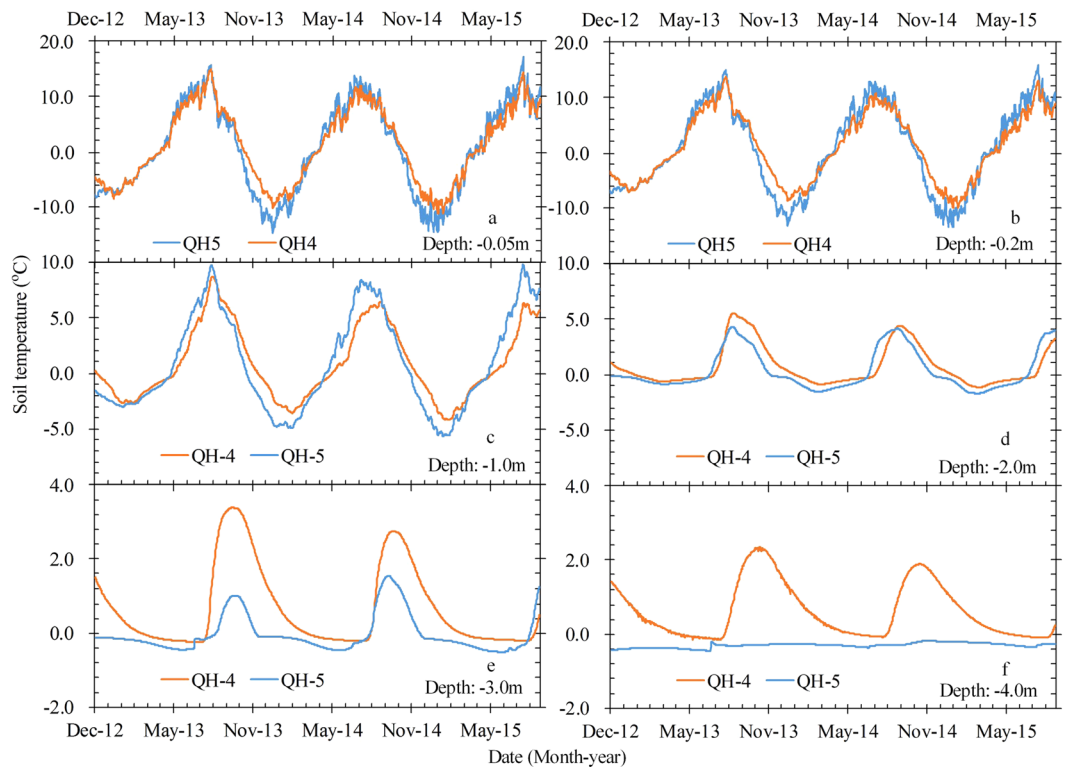 Dec-12 May-13 Nov-13 May-14 Nov-14 May-15 Dec-12 May-13 Nov-13 May-14 Nov-14 May-15
20.0 20.0
10.0 10.0
0.0 0.0
-10.0 -10.0
a b
QH5 QH4 Depth: -0.05m QH5 QH4 Depth: -0.2m
10.0 10.0
5.0 5.0
0.0 0.0
-5.0 -5.0
c d
QH-4 QH-5 Depth: -1.0m QH-4 QH-5 Depth: -2.0m
4.0 4.0
2.0 2.0
0.0 0.0
e f
QH-4 QH-5 Depth: -3.0m QH-4 QH-5 Depth: -4.0m
-2.0 -2.0
Dec-12 May-13 Nov-13 May-14 Nov-14 May-15 Dec-12 May-13 Nov-13 May-14 Nov-14 May-15
Soil temperature (°C)
Date (Month-year)